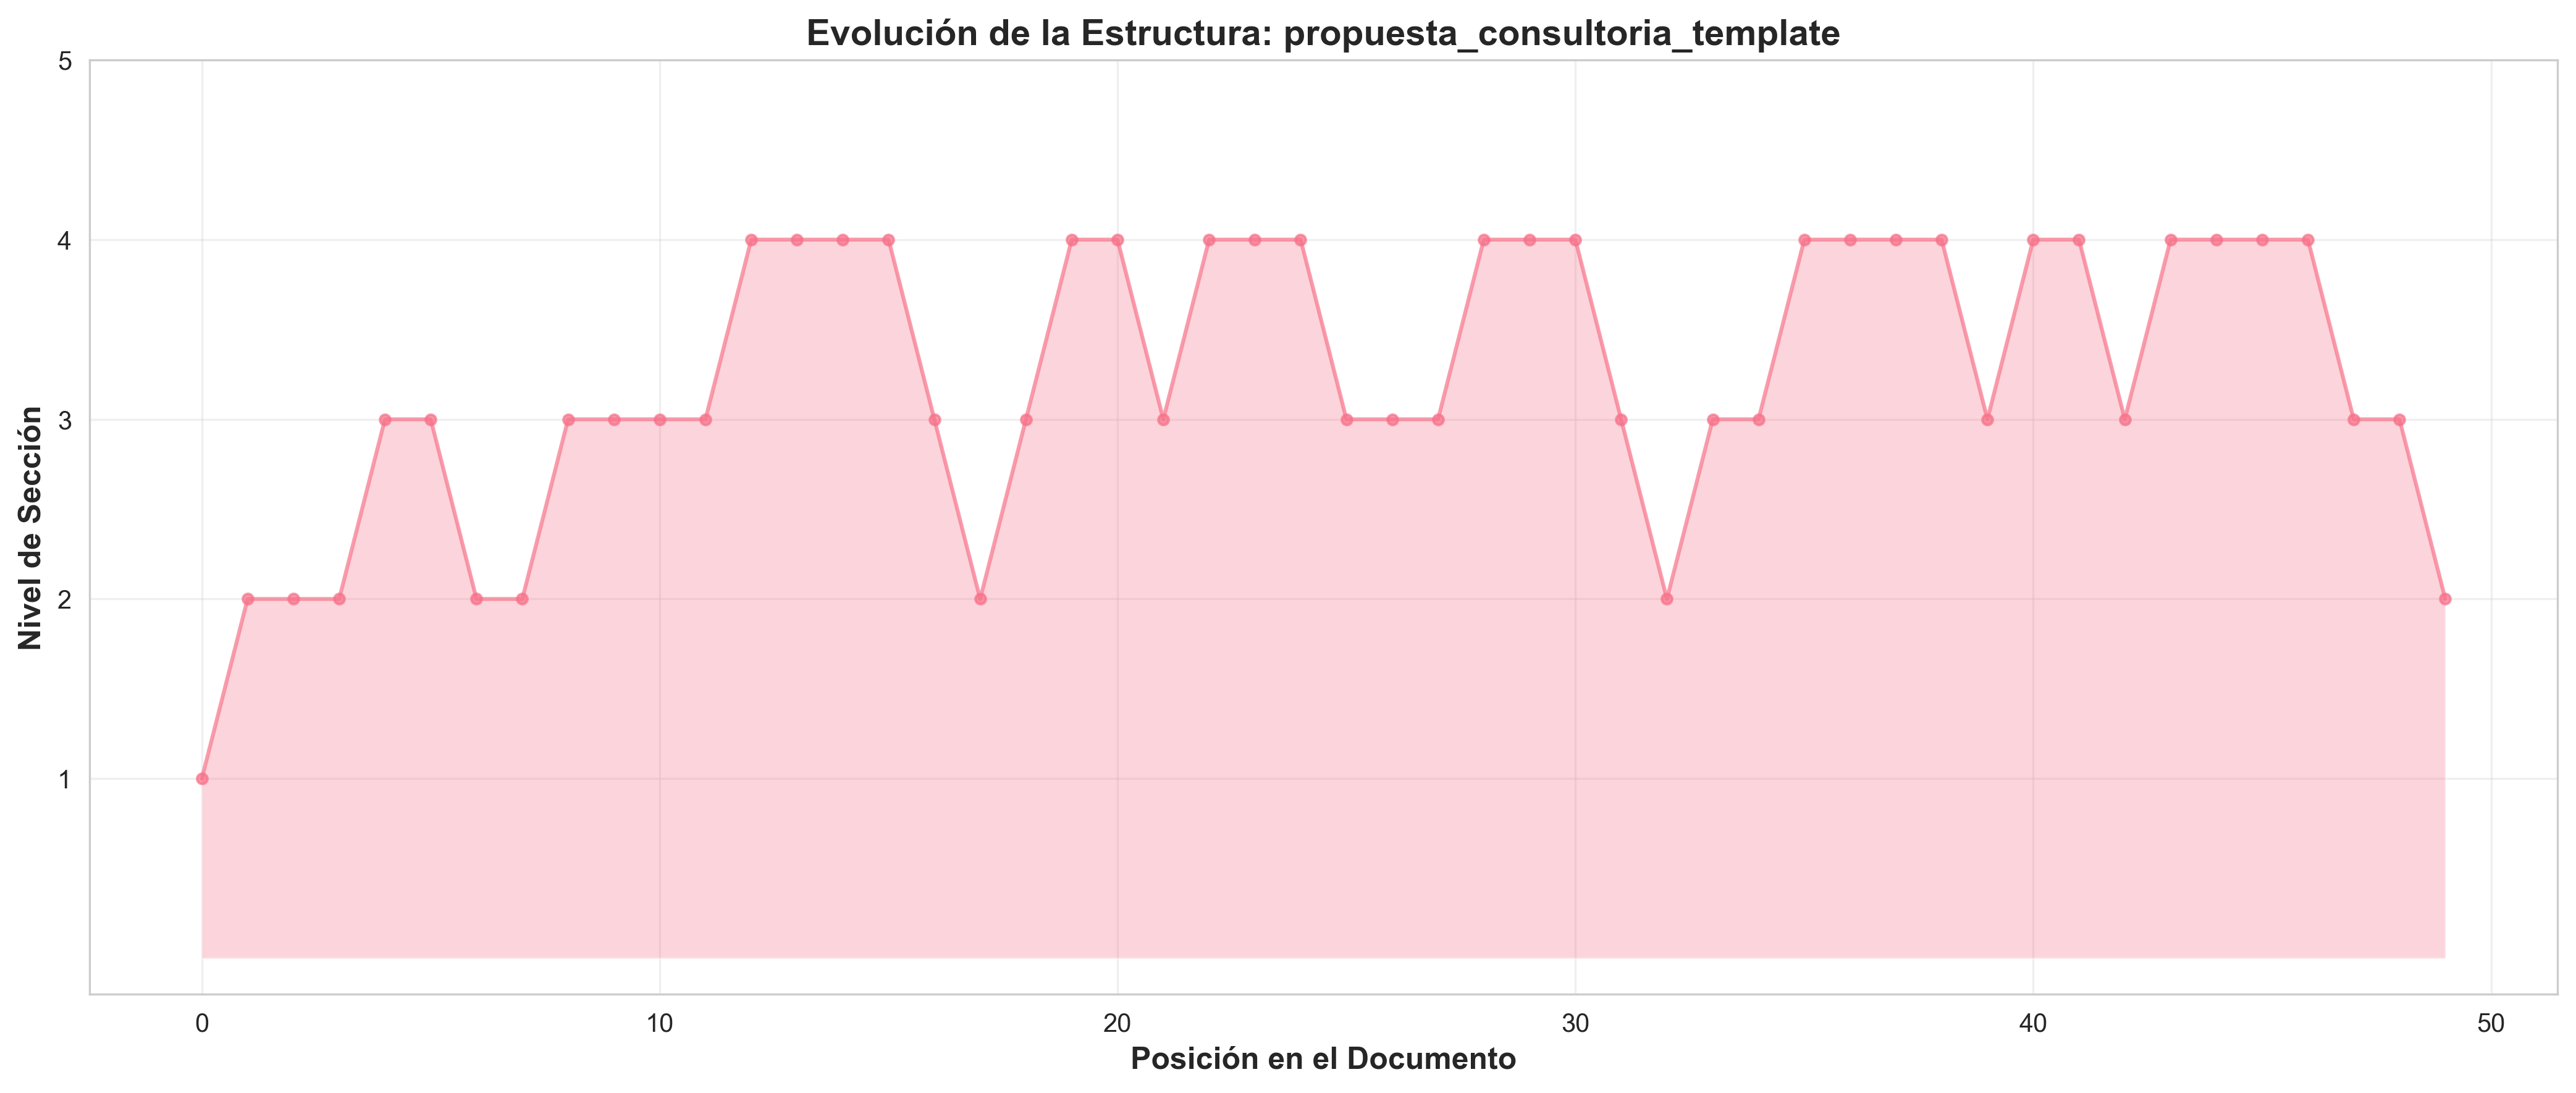 Evolución de la Estructura: propuesta_consultoria_template
5
4
3
2
1
Nivel de Sección
0 10 20 30 40 50
Posición en el Documento